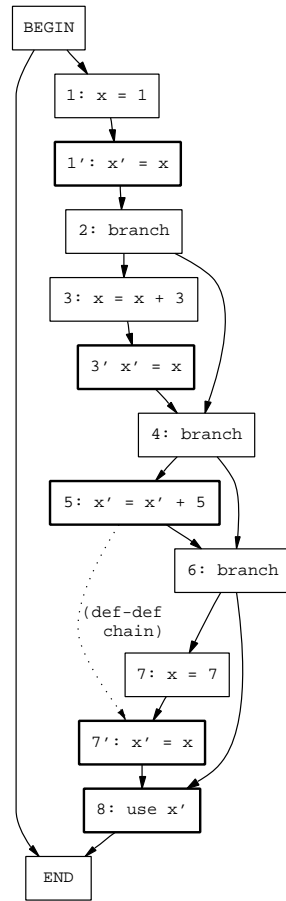 BEGIN
1: x = 1
1′: x′ = x
2: branch
3: x = x + 3
3′ x′ = x
4: branch
5: x′ = x′ + 5
6: branch
(def-def
chain)
7: x = 7
7′: x′ = x
8: use x′
END